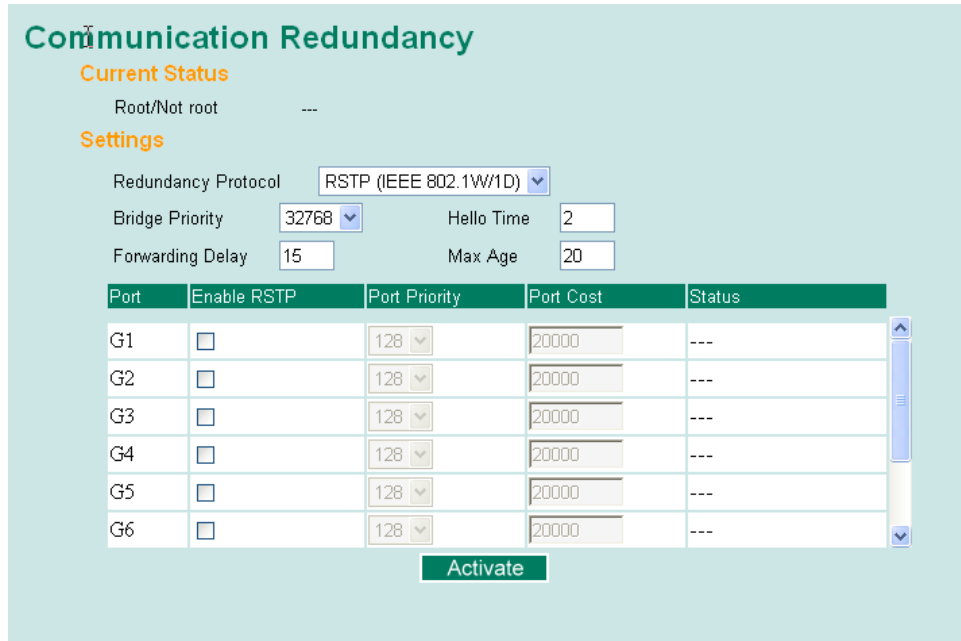 Communication Redundancy
Current Status
Root/Not root ---
Settings
Redundancy Protocol RSTP (IEEE 802.1W/1D)
Bridge Priority 32768 Hello Time 2
Forwarding Delay 15 Max Age 20
Port Enable RSTP Port Priority Port Cost Status
G1 128 20000 ---
G2 128 20000 ---
G3 128 20000 ---
G4 128 20000 ---
G5 128 20000 ---
G6 128 20000 ---
Activate